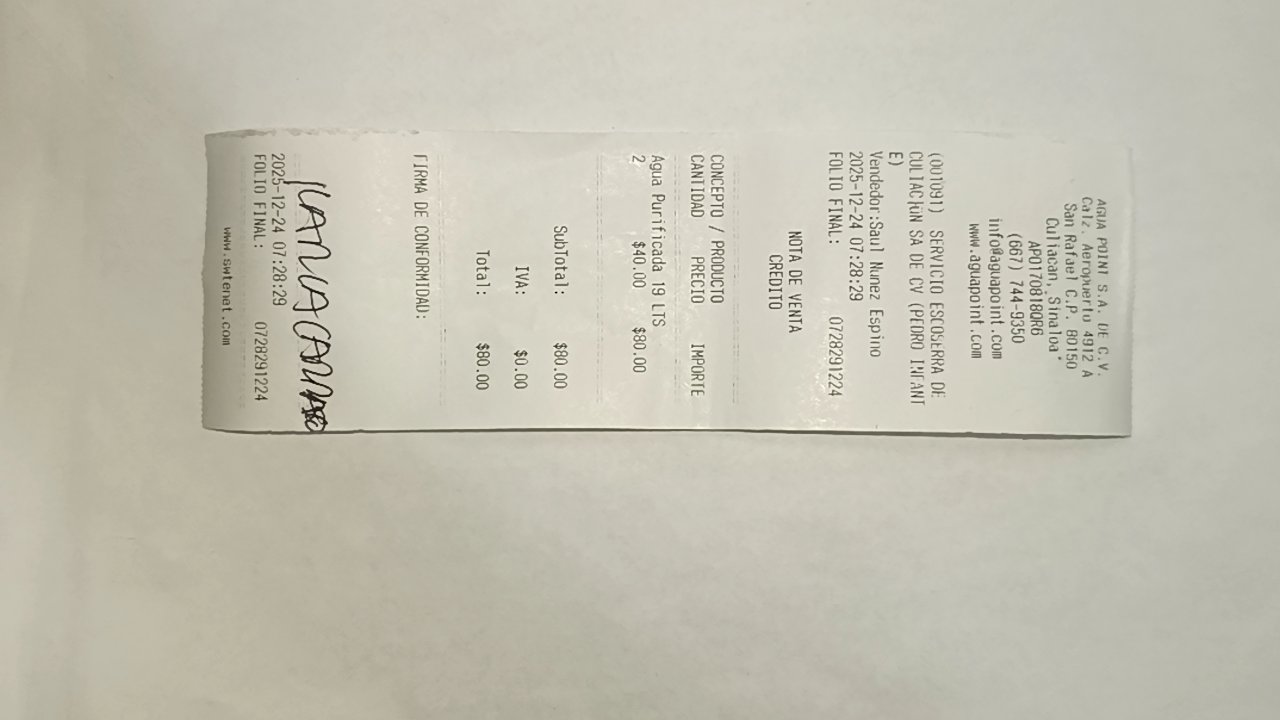 AGUA POINT S.A. DE C.V.
Calz. Aeropuerto 4912 A
San Rafael C.P. 80150
Culiacan, Sinaloa
APO170818QR6
(667) 744-9350
info@aguapoint.com
www.aguapoint.com
(001091) SERVICIO ESCOBERRA DE
CULIACAN SA DE CV (PEDRO INFANT
E)
Vendedor:Saul Nunez Espino
2025-12-24 07:28:29
FOLIO FINAL: 0728291224
NOTA DE VENTA
CREDITO
CONCEPTO / PRODUCTO
CANTIDAD PRECIO IMPORTE
Agua Purificada 19 LTS
2 $40.00 $80.00
SubTotal: $80.00
IVA: $0.00
Total: $80.00
FIRMA DE CONFORMIDAD:
2025-12-24 07:28:29
FOLIO FINAL: 0728291224
www.swtenet.com